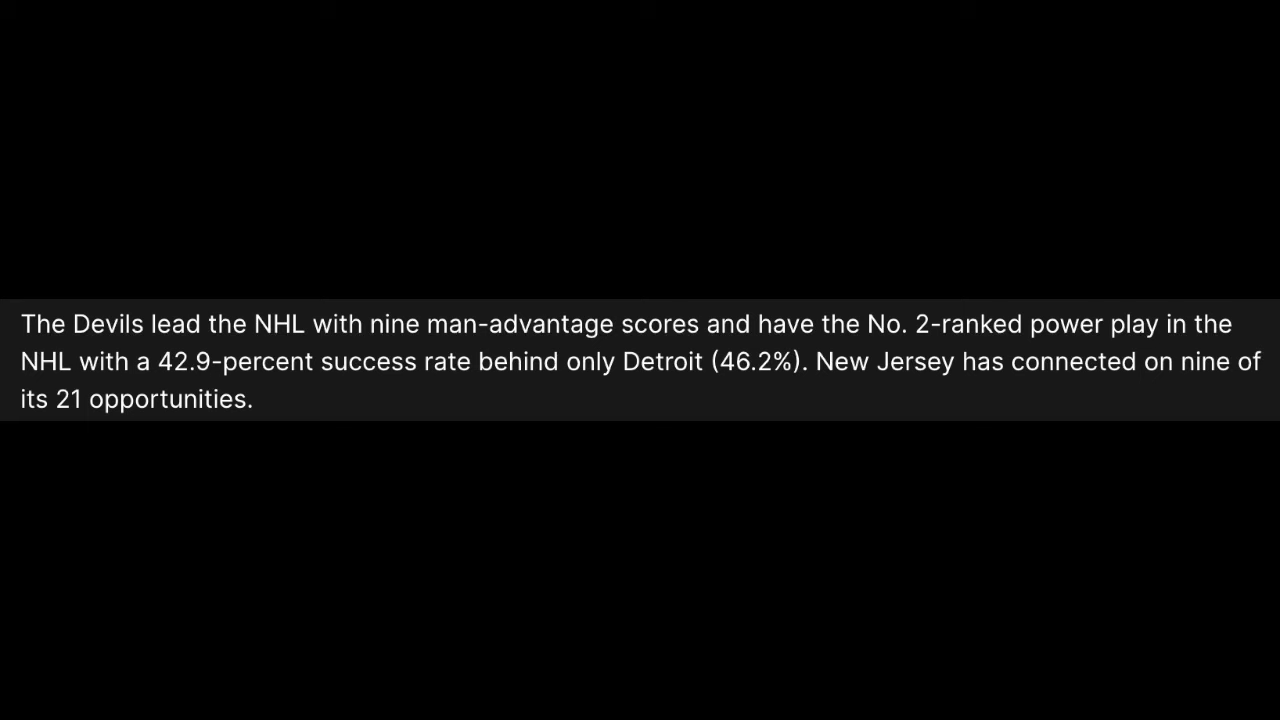 The Devils lead the NHL with nine man-advantage scores and have the No. 2-ranked power play in the
NHL with a 42.9-percent success rate behind only Detroit (46.2%). New Jersey has connected on nine of
its 21 opportunities.